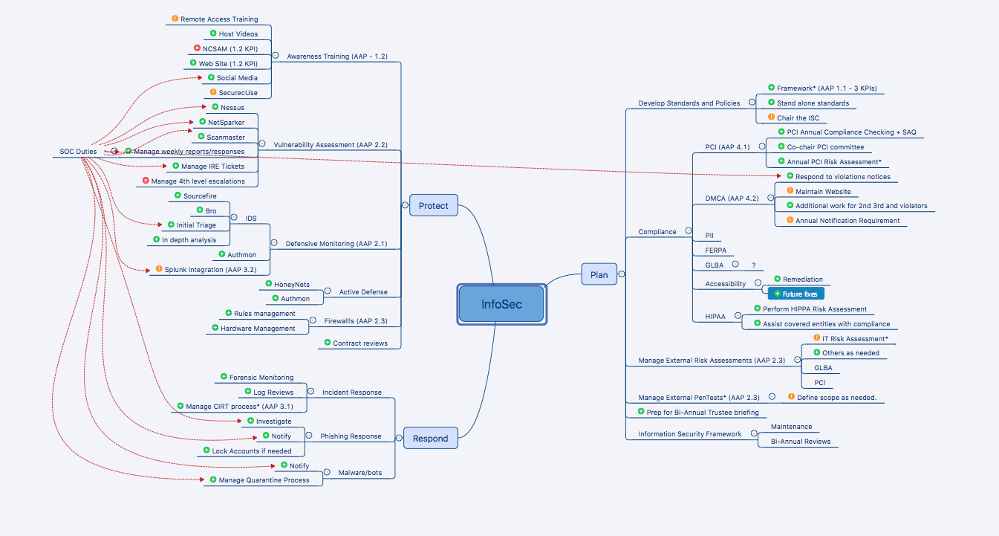 Remote Access Training
Host Videos
NCSAM (1.2 KPI)
Web Site (1.2 KPI)
Social Media
SecurecUse
Awareness Training (AAP - 1.2)
Nessus
NetSparker
Scanmaster
Manage weekly reports/responses
Manage IRE Tickets
Manage 4th level escalations
Vulnerability Assessment (AAP 2.2)
SOC Duties
Sourcefire
Bro
Initial Triage
In depth analysis
IDS
Authmon
Splunk integration (AAP 3.2)
Defensive Monitoring (AAP 2.1)
HoneyNets
Authmon
Active Defense
Rules management
Hardware Management
Firewallls (AAP 2.3)
Contract reviews
Protect
Forensic Monitoring
Log Reviews
Manage CIRT process* (AAP 3.1)
Incident Response
Investigate
Notify
Lock Accounts if needed
Phishing Response
Notify
Manage Quarantine Process
Malware/bots
Respond
InfoSec
Plan
Develop Standards and Policies
Framework* (AAP 1.1 - 3 KPIs)
Stand alone standards
Chair the ISC
Compliance
PCI (AAP 4.1)
PCI Annual Compliance Checking + SAQ
Co-chair PCI committee
Annual PCI Risk Assessment*
DMCA (AAP 4.2)
Respond to violations notices
Maintain Website
Additional work for 2nd 3rd and violators
Annual Notification Requirement
PII
FERPA
GLBA
?
Accessibility
Remediation
Future fixes
HIPAA
Perform HIPPA Risk Assessment
Assist covered entities with compliance
Manage External Risk Assessments (AAP 2.3)
IT Risk Assessment*
Others as needed
GLBA
PCI
Manage External PenTests* (AAP 2.3)
Define scope as needed.
Prep for Bi-Annual Trustee briefing
Information Security Framework
Maintenance
Bi-Annual Reviews